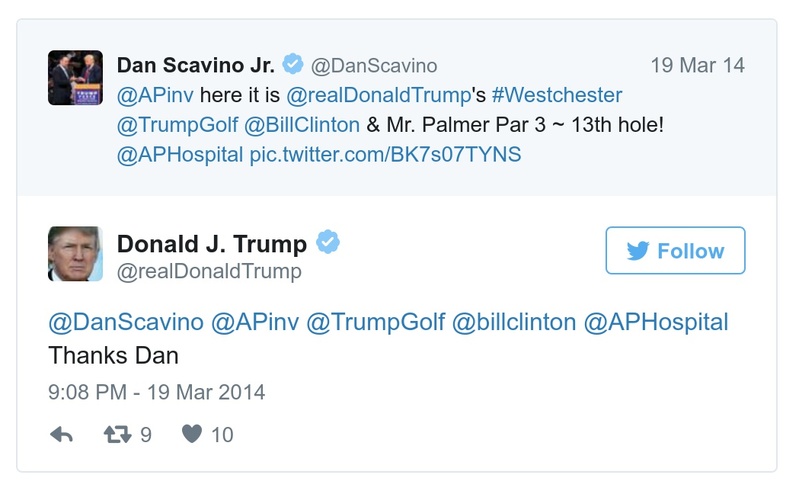 Dan Scavino Jr. @DanScavino 19 Mar 14
@APinv here it is @realDonaldTrump's #Westchester
@TrumpGolf @BillClinton & Mr. Palmer Par 3 ~ 13th hole!
@APHospital pic.twitter.com/BK7s07TYNS
Donald J. Trump
@realDonaldTrump
Follow
@DanScavino @APinv @TrumpGolf @billclinton @APHospital
Thanks Dan
9:08 PM - 19 Mar 2014
9 10